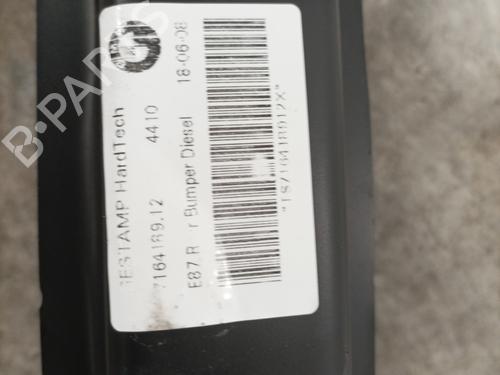 GESTAMP HardTech
7164189.12 4410
E87 R r Bumper Diesel 18-06-08
B-PARTS